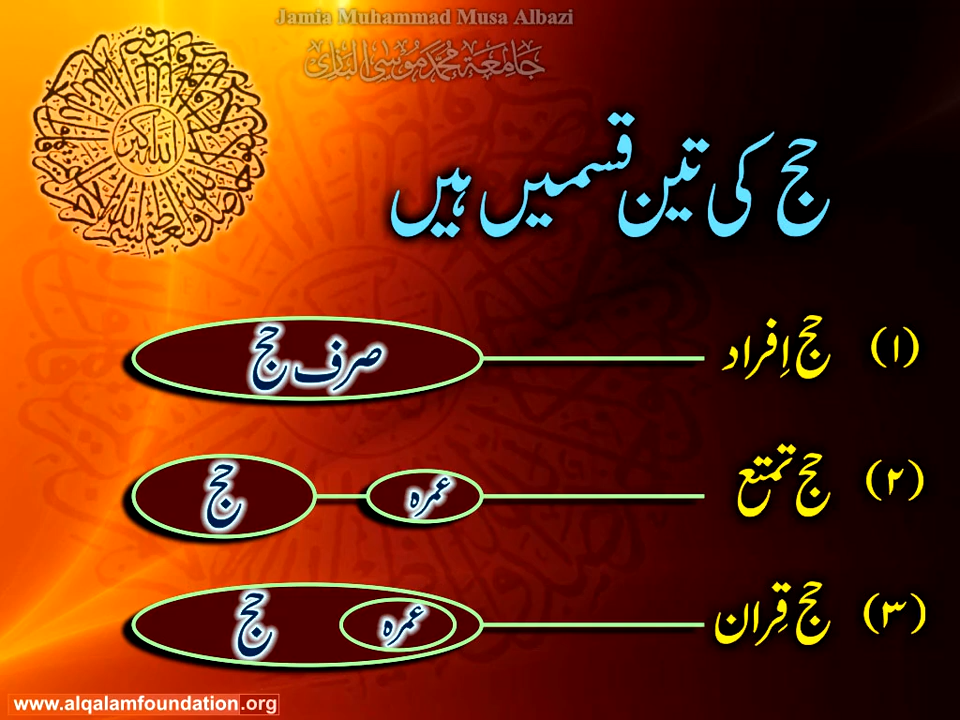 Jamia Muhammad Musa Albazi
جامعۃ محمد موسیٰ البازی
حج کی تین قسمیں ہیں
(۱) حج اِفراد صرف حج
(۲) حج تمتع عمرہ حج
(۳) حج قِران عمرہ حج
www.alqalamfoundation.org